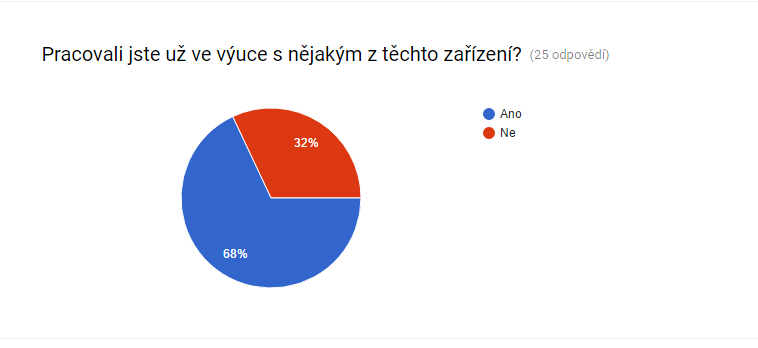 Pracovali jste už ve výuce s nějakým z těchto zařízení? (25 odpovědí)
Ano
Ne
32%
68%